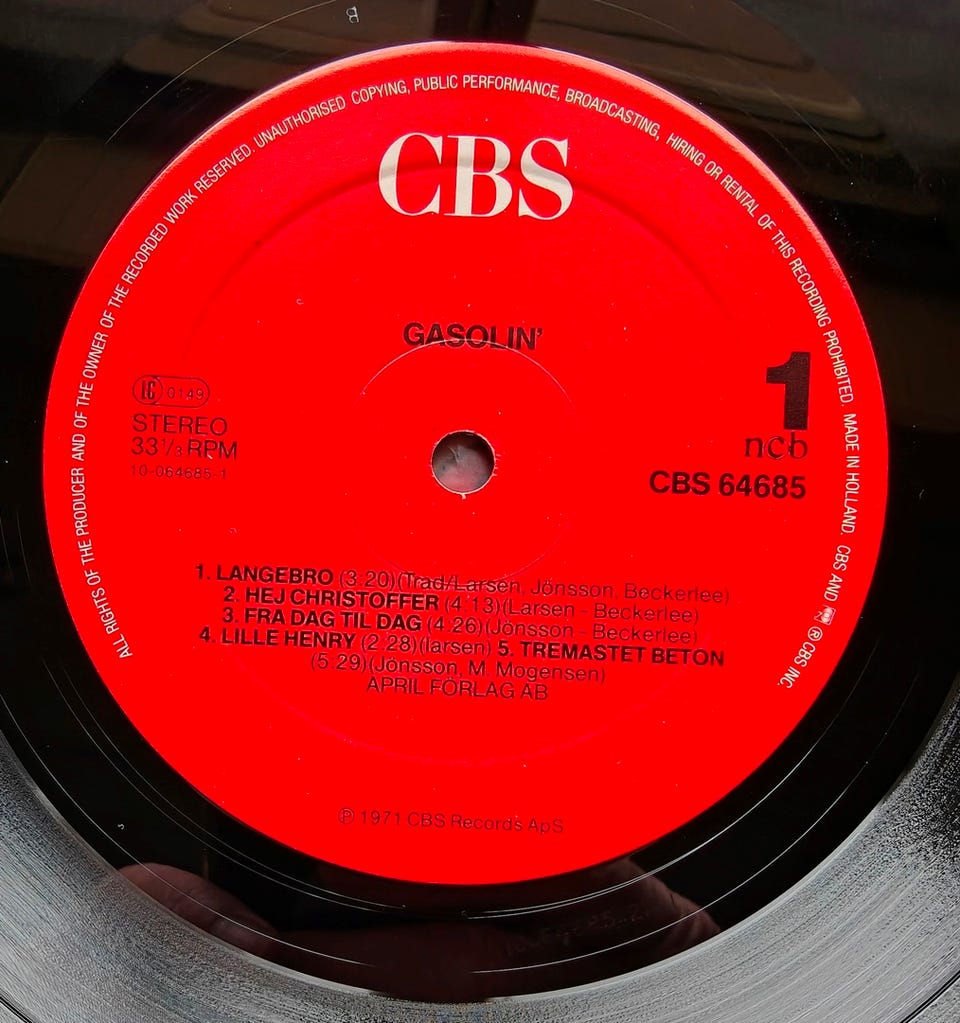 ALL RIGHTS OF THE PRODUCER AND OF THE OWNER OF THE RECORDED WORK RESERVED. UNAUTHORISED COPYING, PUBLIC PERFORMANCE, BROADCASTING, HIRING OR RENTAL OF THIS RECORDING PROHIBITED. MADE IN HOLLAND. CBS AND ® CBS INC.
CBS
GASOLIN'
LC 0149
STEREO
33 1/3 RPM
10-064685-1
1
ncb
CBS 64685
1. LANGEBRO (3.20)(Trad/Larsen, Jönsson, Beckerlee)
2. HEJ CHRISTOFFER (4:13)(Larsen - Beckerlee)
3. FRA DAG TIL DAG (4.26)(Jönsson - Beckerlee)
4. LILLE HENRY (2.28)(larsen) 5. TREMASTET BETON
(5:29)(Jönsson, M. Mogensen)
APRIL FÖRLAG AB
℗ 1971 CBS Records ApS